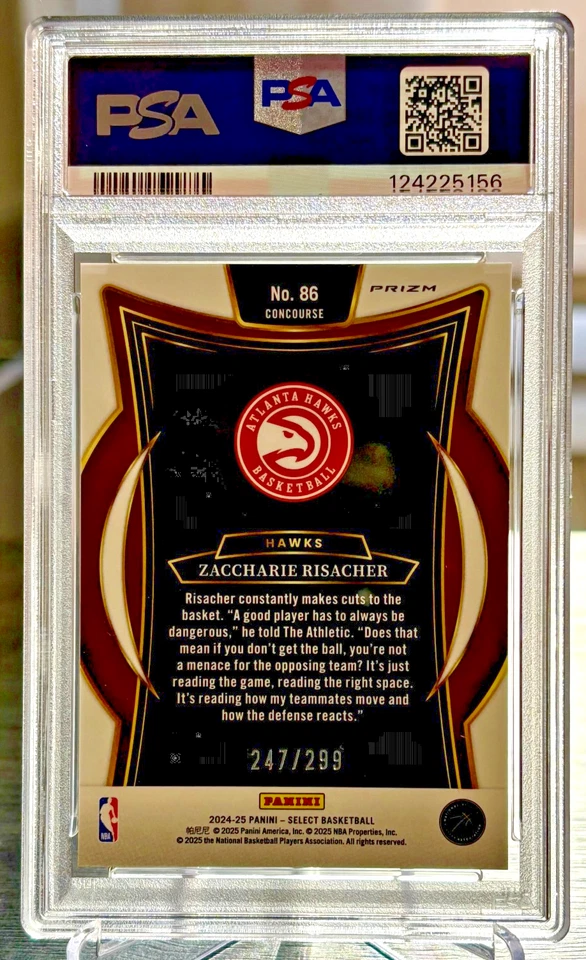 PSA
PSA
124225156
No. 86
CONCOURSE
PRIZM
ATLANTA HAWKS
BASKETBALL
HAWKS
ZACCHARIE RISACHER
Risacher constantly makes cuts to the
basket. “A good player has to always be
dangerous,” he told The Athletic. “Does that
mean if you don’t get the ball, you’re not
a menace for the opposing team? It’s just
reading the game, reading the right space.
It’s reading how my teammates move and
how the defense reacts.”
247/299
PANINI
2024-25 PANINI – SELECT BASKETBALL
帕尼尼 © 2025 Panini America, Inc. © 2025 NBA Properties, Inc.
© 2025 the National Basketball Players Association. All rights reserved.
NBA